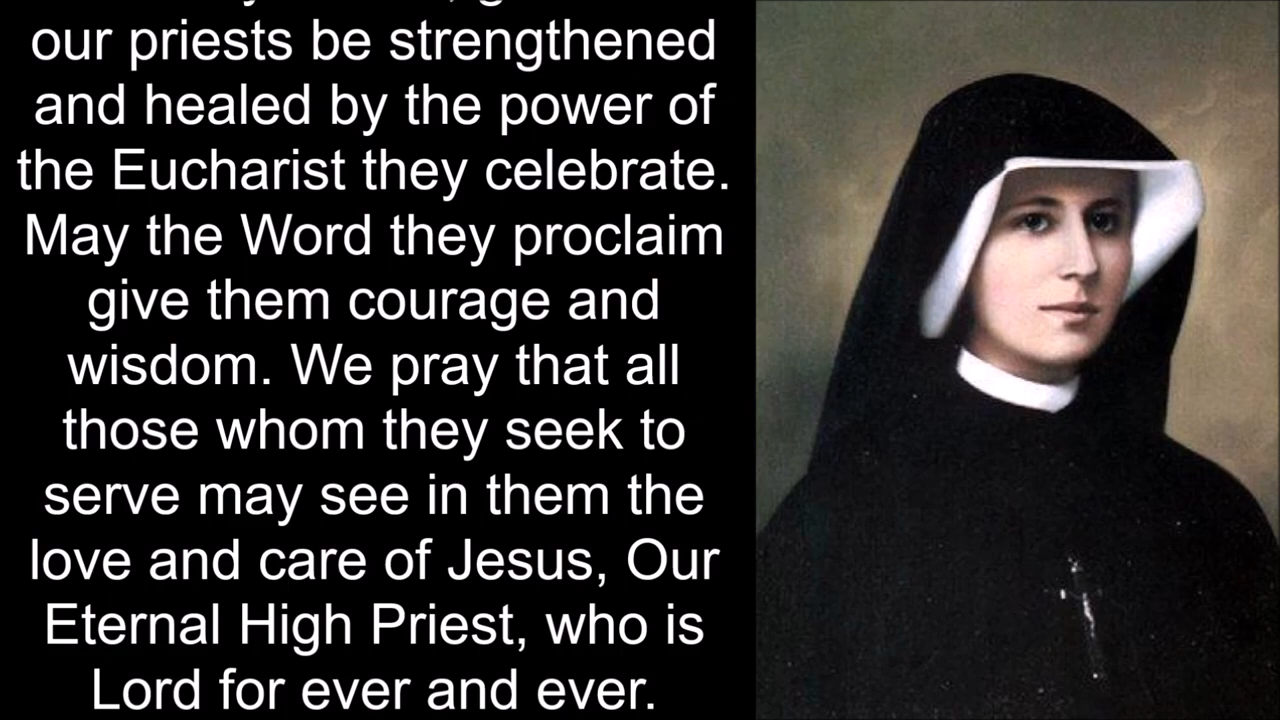 our priests be strengthened
and healed by the power of
the Eucharist they celebrate.
May the Word they proclaim
give them courage and
wisdom. We pray that all
those whom they seek to
serve may see in them the
love and care of Jesus, Our
Eternal High Priest, who is
Lord for ever and ever.